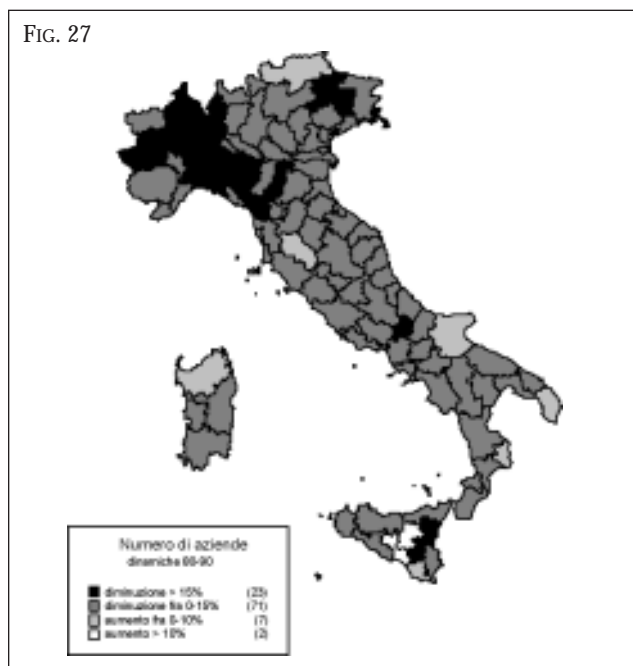 FIG. 27
Numero di aziende
dinamiche 88-90
diminuzione > 15% (23)
diminuzione fra 0-15% (71)
aumento fra 0-10% (7)
aumento > 10% (2)